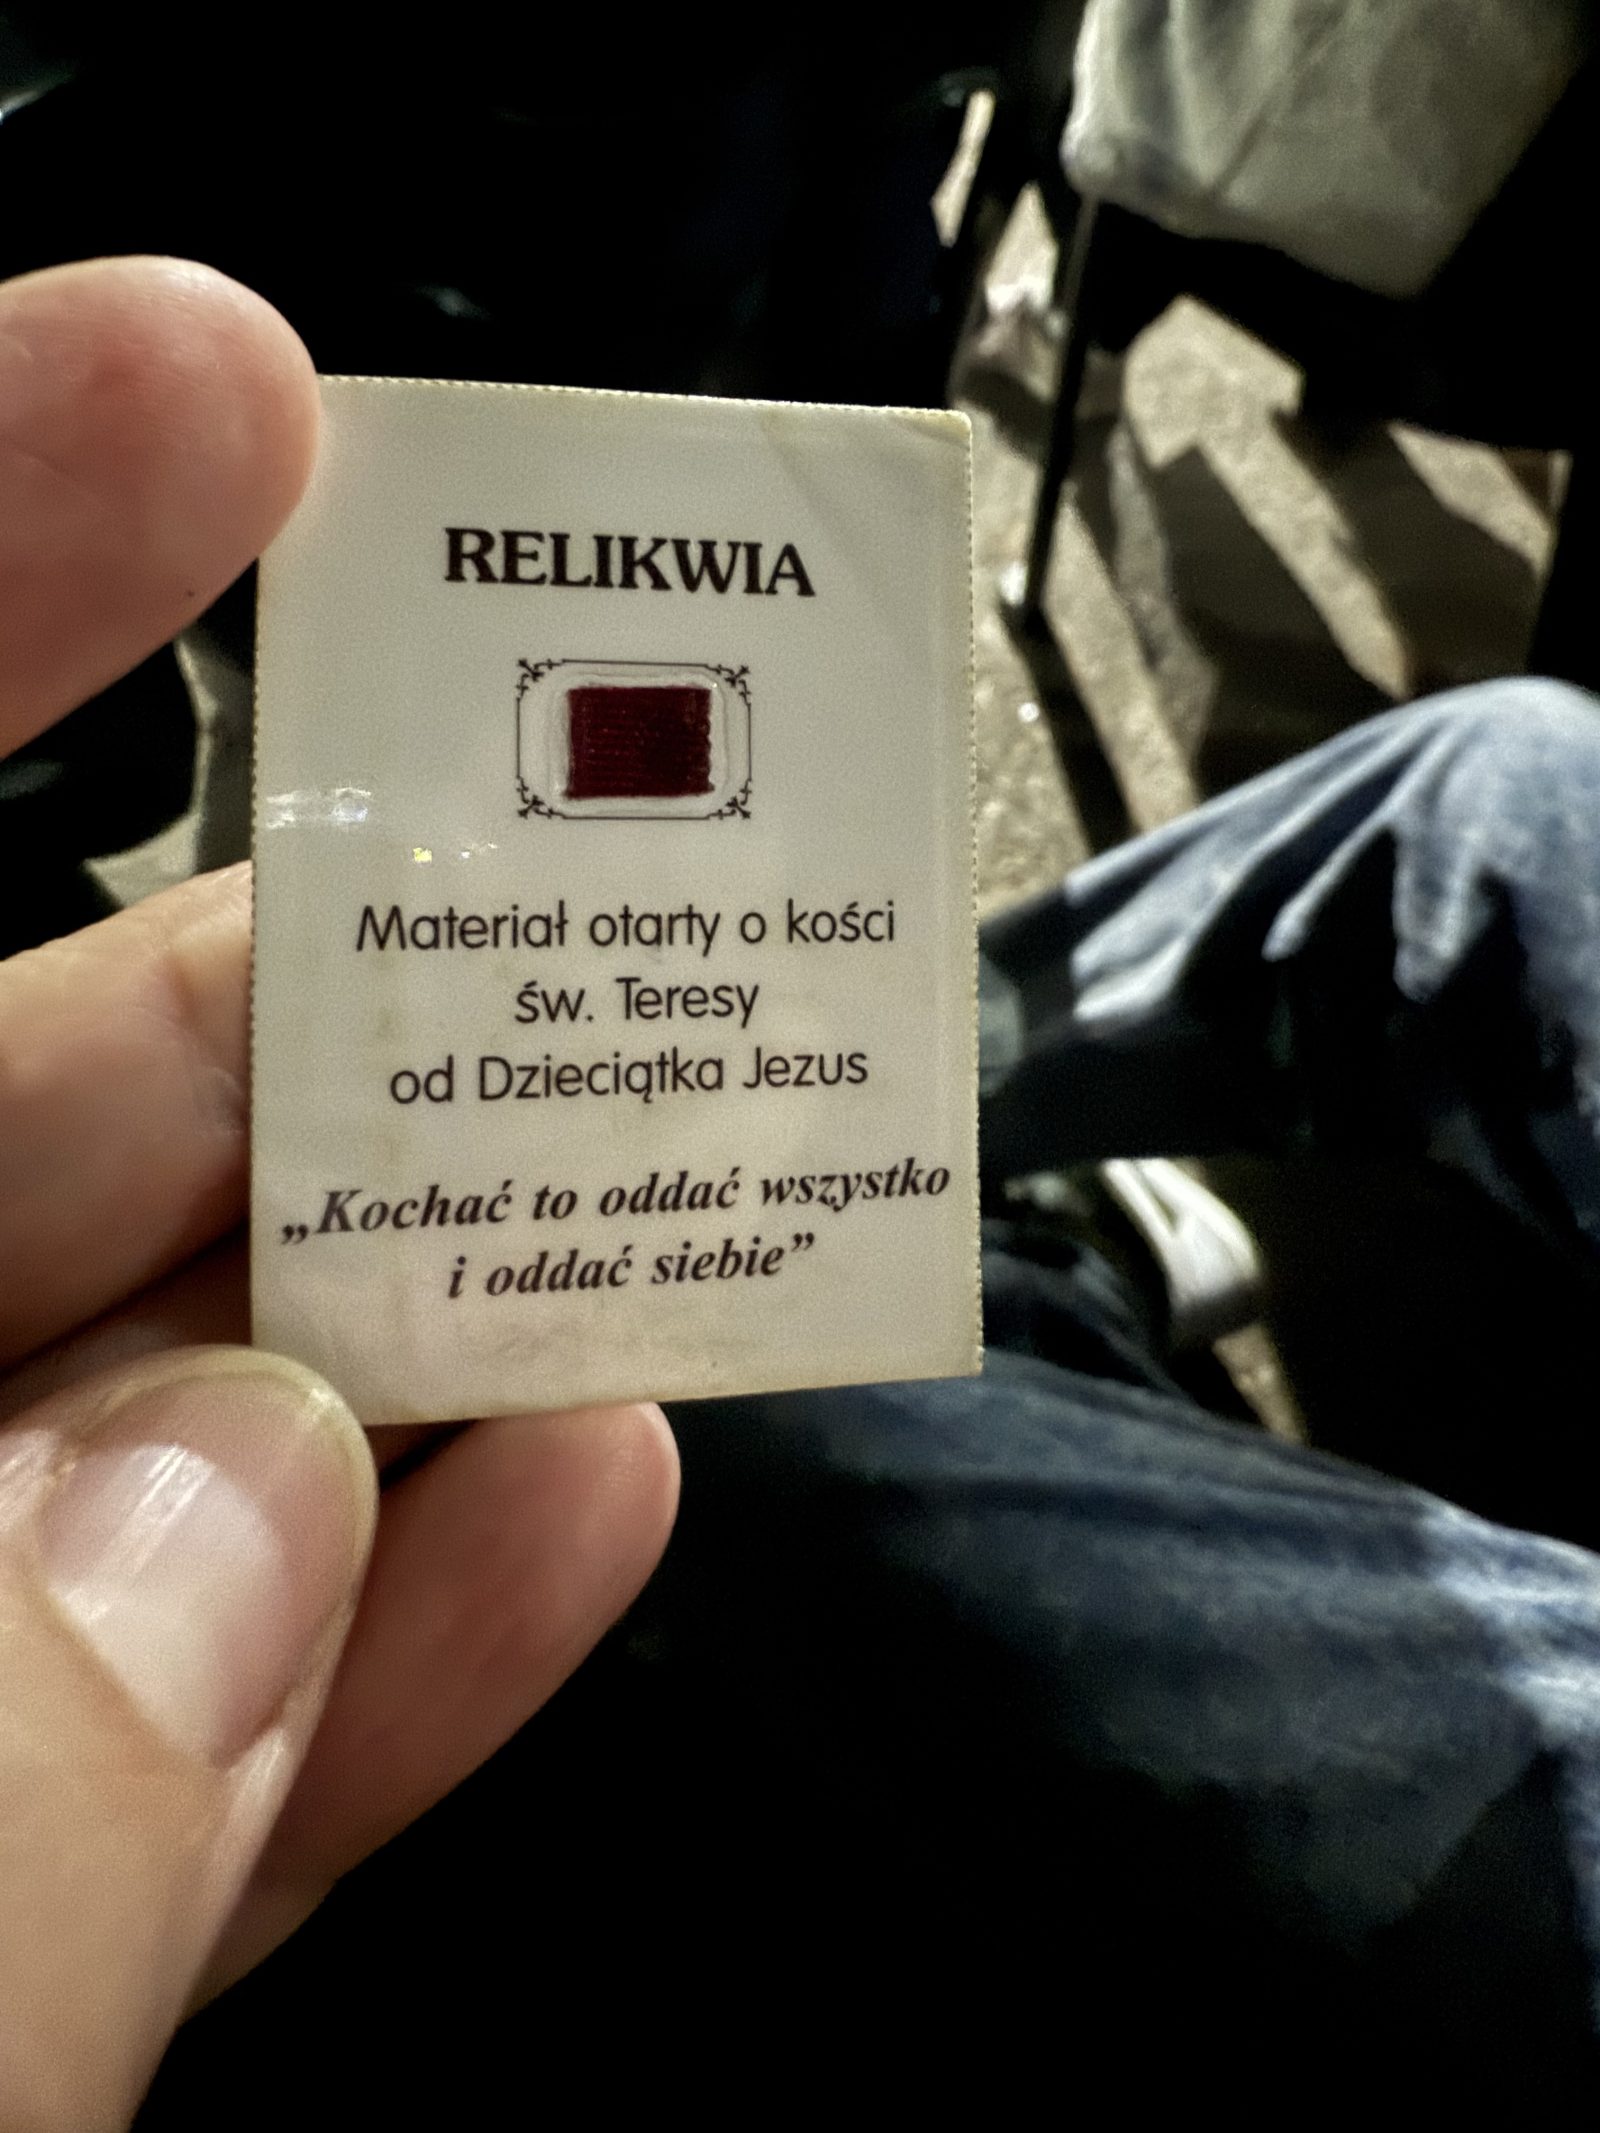 RELIKWIA
Materiał otarty o kości
św. Teresy
od Dzieciątka Jezus
„Kochać to oddać wszystko
i oddać siebie”